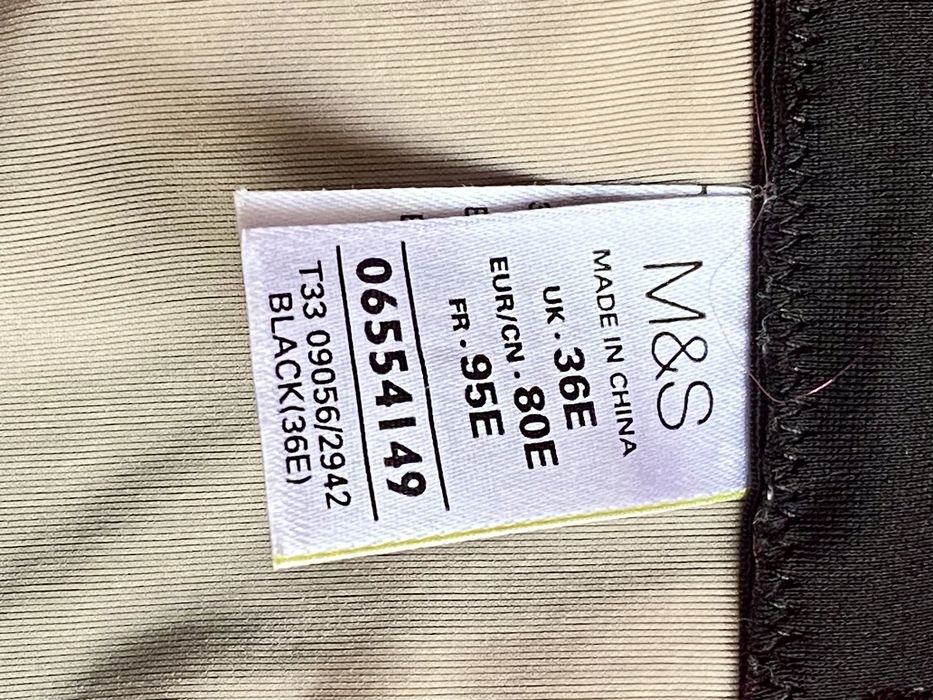 M&S
MADE IN CHINA
UK · 36E
EUR/CN · 80E
FR · 95E
06554149
T33 09056/2942
BLACK(36E)